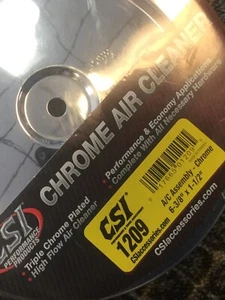 CSI
PERFORMANCE
PRODUCTS
CHROME AIR CLEANER
• Triple Chrome Plated
• High Flow Air Cleaner
• Performance & Economy Applications
• Complete With All Necessary Hardware
CSI
1209
CSIaccessories.com
A/C Assembly Chrome
6-3/8" x 1-1/2"
CSIaccessories.com